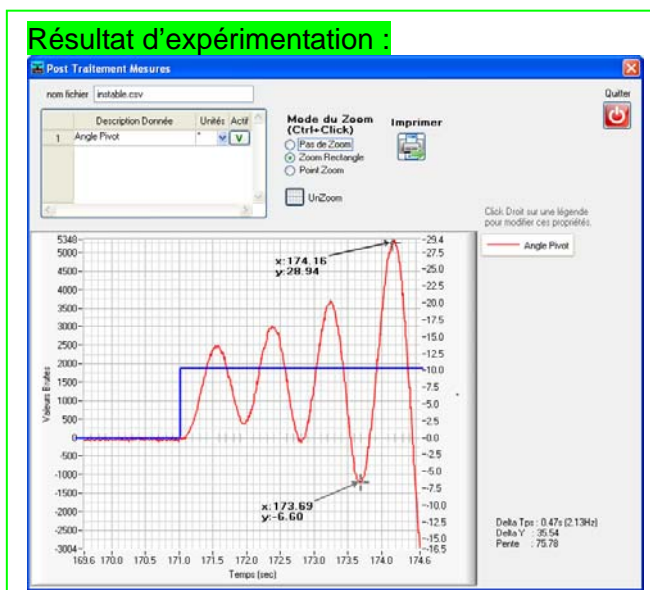 Résultat d’expérimentation :
Post Traitement Mesures
nom fichier instable.csv
Quitter
Description Donnée Unités Actif
1 Angle Pivot ° V
Mode du Zoom
(Ctrl+Click)
Pas de Zoom
Zoom Rectangle
Point Zoom
UnZoom
Imprimer
Click Droit sur une légende
pour modifier ces propriétés.
Angle Pivot
Valeurs Brutes
5348
5000
4500
4000
3500
3000
2500
2000
1500
1000
500
0
-500
-1000
-1500
-2000
-2500
-3004
x:174.16
y:28.94
x:173.69
y:-6.60
29.4
27.5
25.0
22.5
20.0
17.5
15.0
12.5
10.0
7.5
5.0
2.5
0.0
-2.5
-5.0
-7.5
-10.0
-12.5
-15.0
-16.5
169.6 170.0 170.5 171.0 171.5 172.0 172.5 173.0 173.5 174.0 174.6
Temps (sec)
Delta Tps : 0.47s (2.13Hz)
Delta Y : 35.54
Pente : 75.78